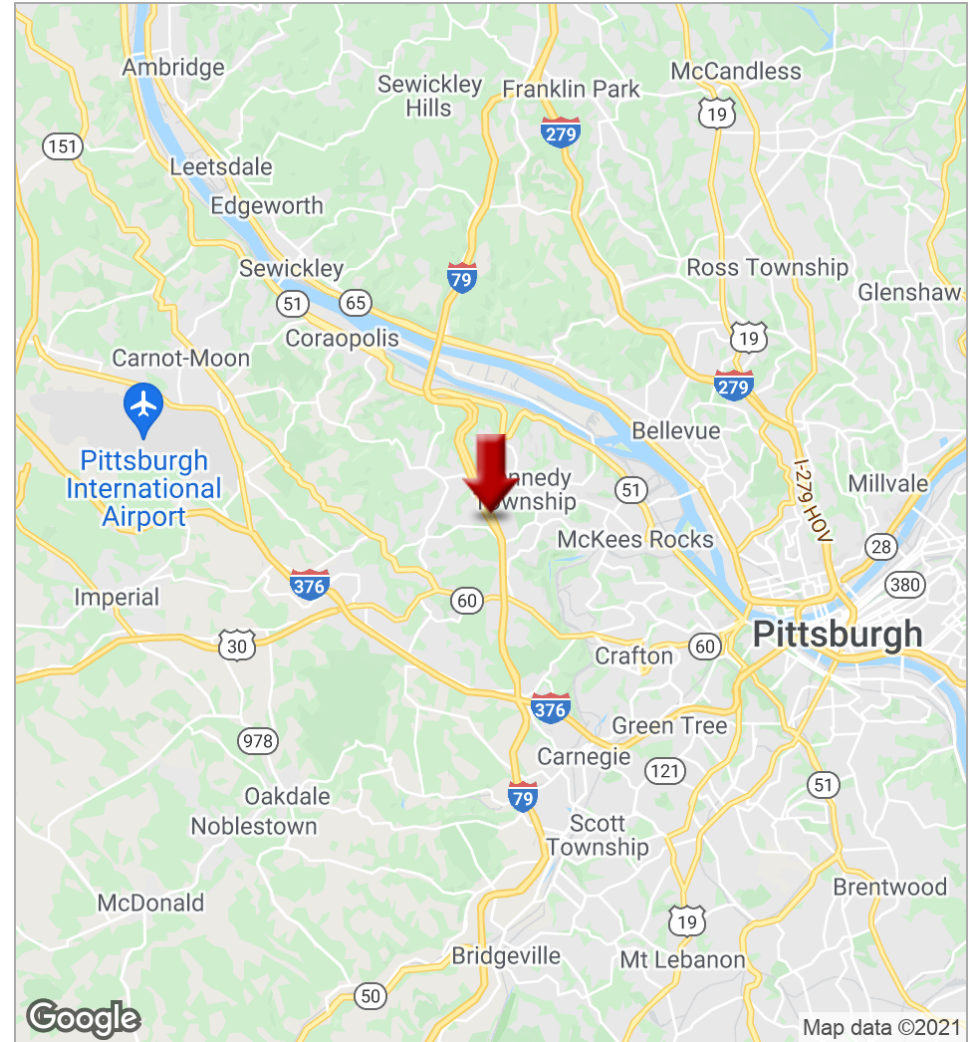 Ambridge
Sewickley
Hills
Franklin Park
McCandless
19
279
151
Leetsdale
Edgeworth
Sewickley
79
Ross Township
51
65
Glenshaw
Coraopolis
19
Carnot-Moon
279
Bellevue
Pittsburgh
International
Airport
nnedy
ownship
51
I-279 HOV
Millvale
McKees Rocks
28
376
380
Imperial
60
30
Pittsburgh
60
Crafton
376
Green Tree
978
Carnegie
121
79
51
Oakdale
Noblestown
Scott
Township
McDonald
Brentwood
19
Bridgeville
Mt Lebanon
50
Google
Map data ©2021